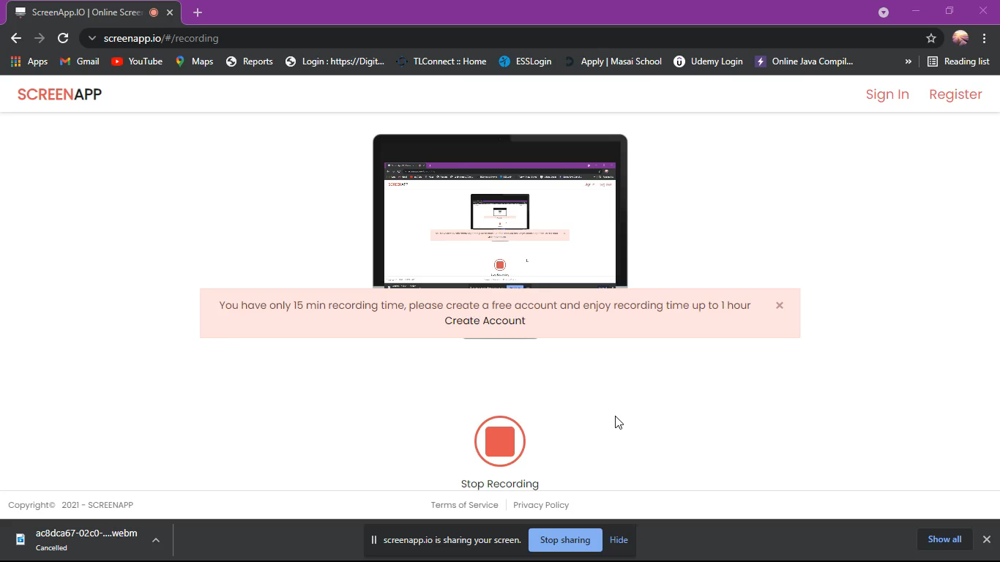 ScreenApp.IO | Online Scree
screenapp.io/#/recording
Apps Gmail YouTube Maps Reports Login : https://Digit... TLConnect :: Home ESSLogin Apply | Masai School Udemy Login Online Java Compil... » Reading list
SCREENAPP Sign In Register
You have only 15 min recording time, please create a free account and enjoy recording time up to 1 hour ×
Create Account
Stop Recording
Copyright© 2021 - SCREENAPP Terms of Service Privacy Policy
ac8dca67-02c0-....webm
Cancelled
screenapp.io is sharing your screen. Stop sharing Hide
Show all